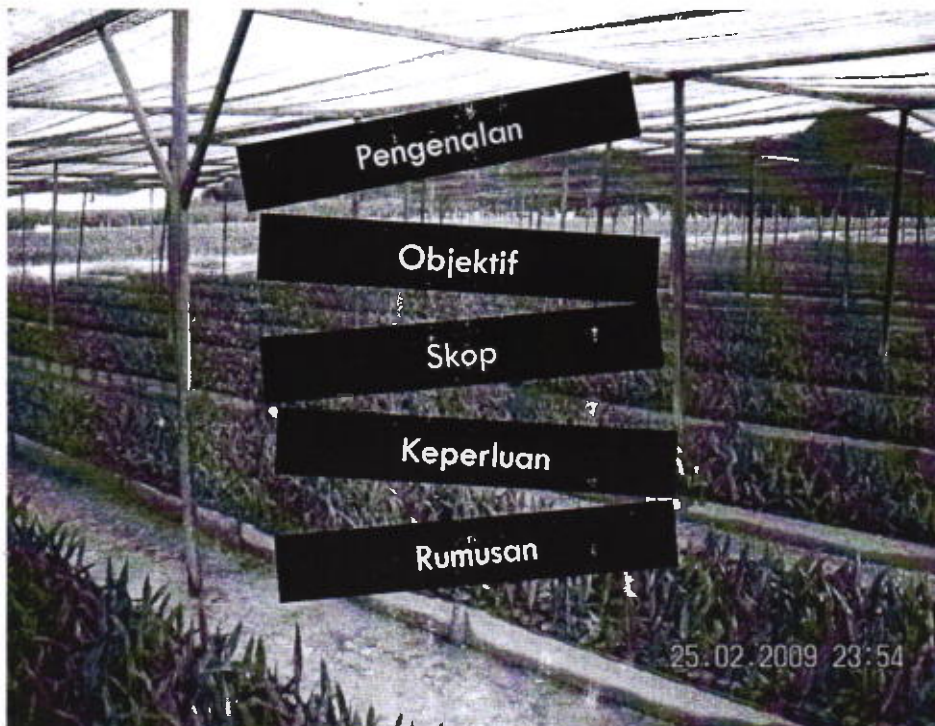 Pengenalan
Objektif
Skop
Keperluan
Rumusan
25.02.2009 23:54